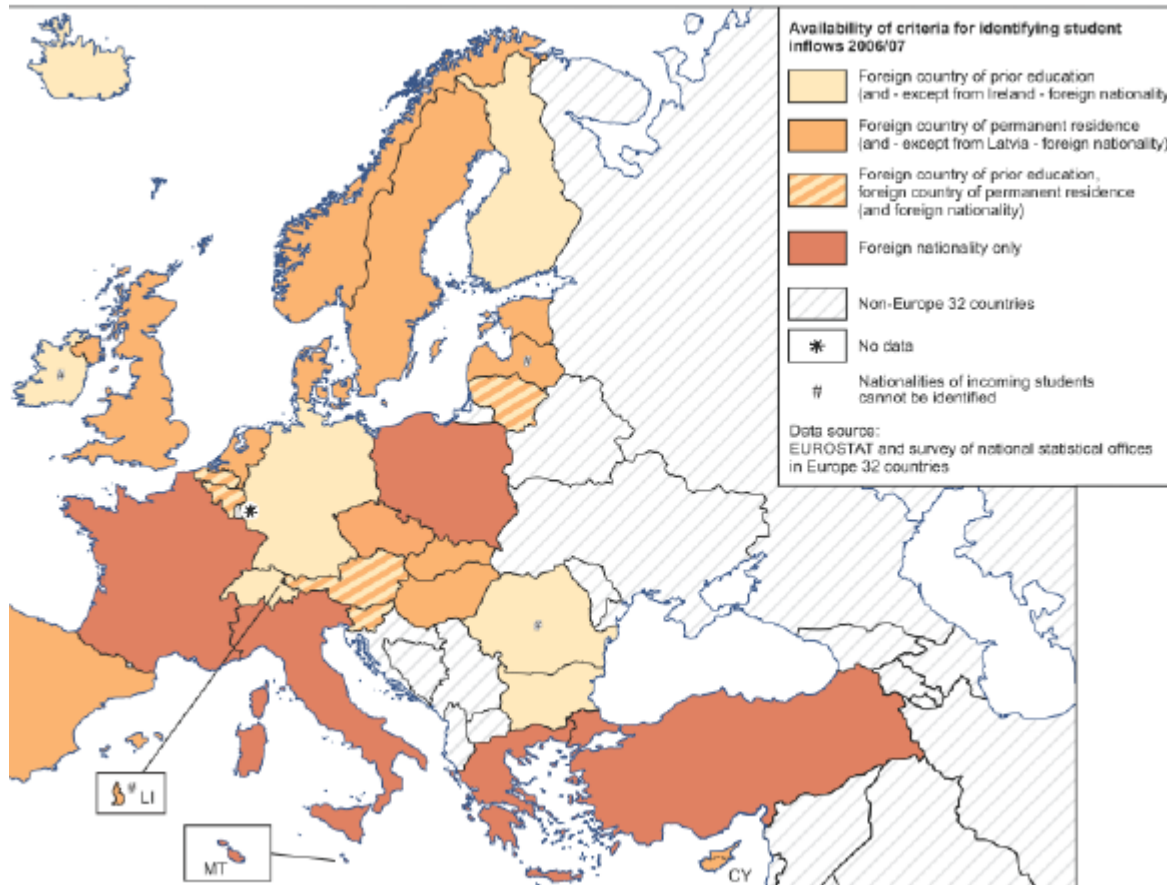 Availability of criteria for identifying student
inflows 2006/07
Foreign country of prior education
(and - except from Ireland - foreign nationality
Foreign country of permanent residence
(and - except from Latvia - foreign nationality)
Foreign country of prior education,
foreign country of permanent residence
(and foreign nationality)
Foreign nationality only
Non-Europe 32 countries
* No data
# Nationalities of incoming students
cannot be identified
Data source:
EUROSTAT and survey of national statistical offices
in Europe 32 countries
#
#
*
#
# LI
MT
CY